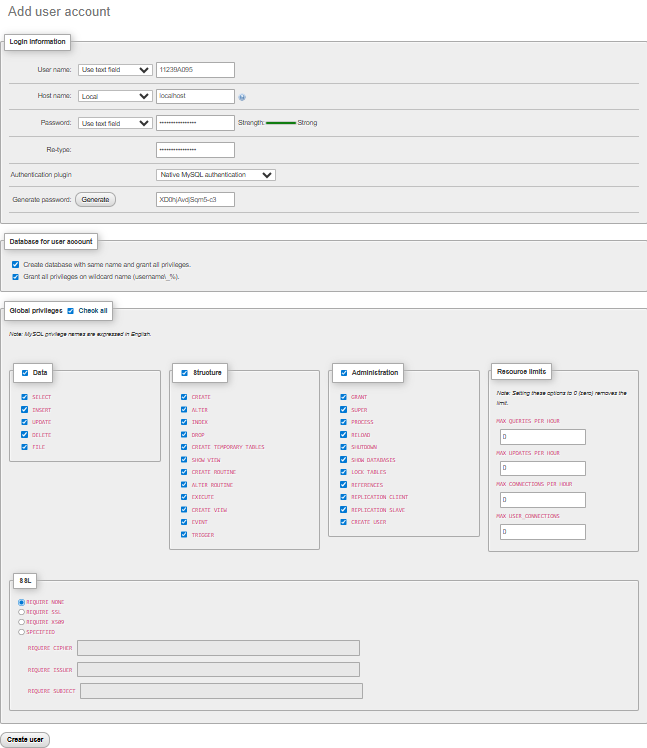 Add user account
Login Information
User name: Use text field 11239A095
Host name: Local localhost
Password: Use text field •••••••••••••••• Strength: Strong
Re-type: ••••••••••••••••
Authentication plugin Native MySQL authentication
Generate password: Generate XD0hjAvdjSqm5-c3
Database for user account
Create database with same name and grant all privileges.
Grant all privileges on wildcard name (username\_%).
Global privileges Check all
Note: MySQL privilege names are expressed in English.
Data
SELECT
INSERT
UPDATE
DELETE
FILE
Structure
CREATE
ALTER
INDEX
DROP
CREATE TEMPORARY TABLES
SHOW VIEW
CREATE ROUTINE
ALTER ROUTINE
EXECUTE
CREATE VIEW
EVENT
TRIGGER
Administration
GRANT
SUPER
PROCESS
RELOAD
SHUTDOWN
SHOW DATABASES
LOCK TABLES
REFERENCES
REPLICATION CLIENT
REPLICATION SLAVE
CREATE USER
Resource limits
Note: Setting these options to 0 (zero) removes the
limit.
MAX QUERIES PER HOUR
0
MAX UPDATES PER HOUR
0
MAX CONNECTIONS PER HOUR
0
MAX USER_CONNECTIONS
0
SSL
REQUIRE NONE
REQUIRE SSL
REQUIRE X509
SPECIFIED
REQUIRE CIPHER
REQUIRE ISSUER
REQUIRE SUBJECT
Create user